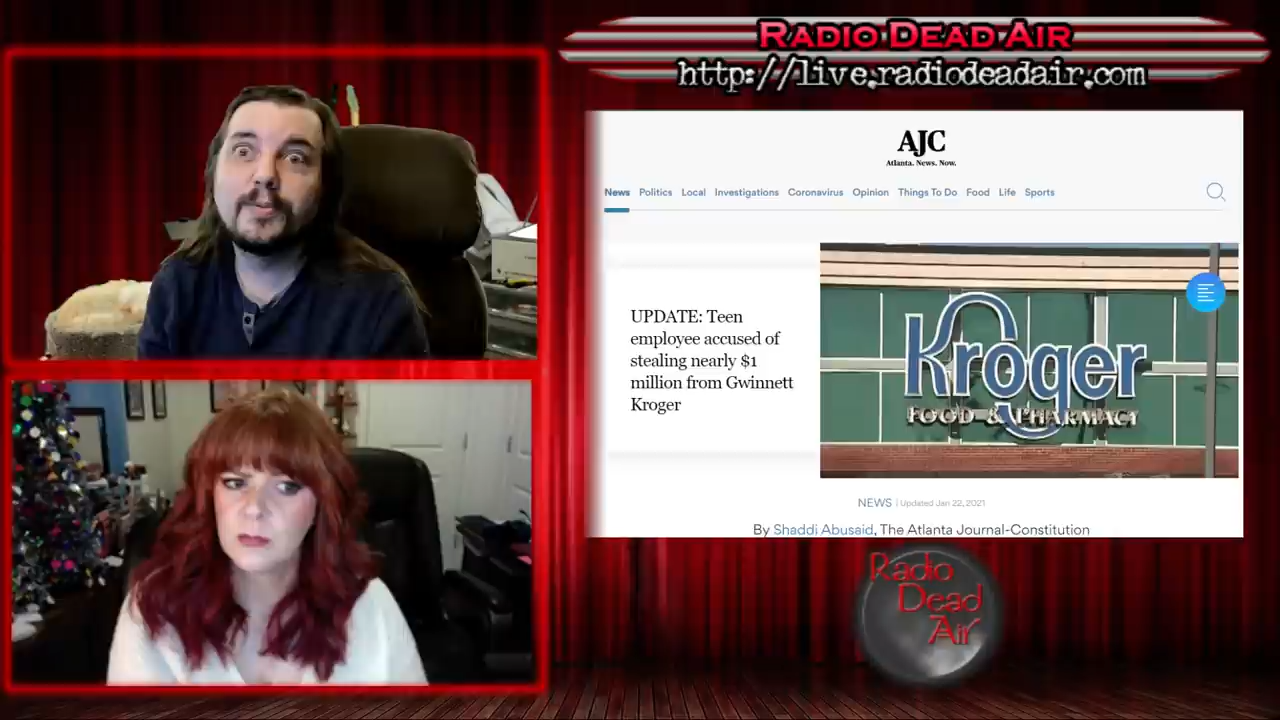 RADIO DEAD AIR
http://live.radiodeadair.com
AJC
Atlanta. News. Now.
News Politics Local Investigations Coronavirus Opinion Things To Do Food Life Sports
UPDATE: Teen
employee accused of
stealing nearly $1
million from Gwinnett
Kroger
Kroger
FOOD & PHARMACY
NEWS | Updated Jan 22, 2021
By Shaddi Abusaid, The Atlanta Journal-Constitution
Radio
Dead
Air